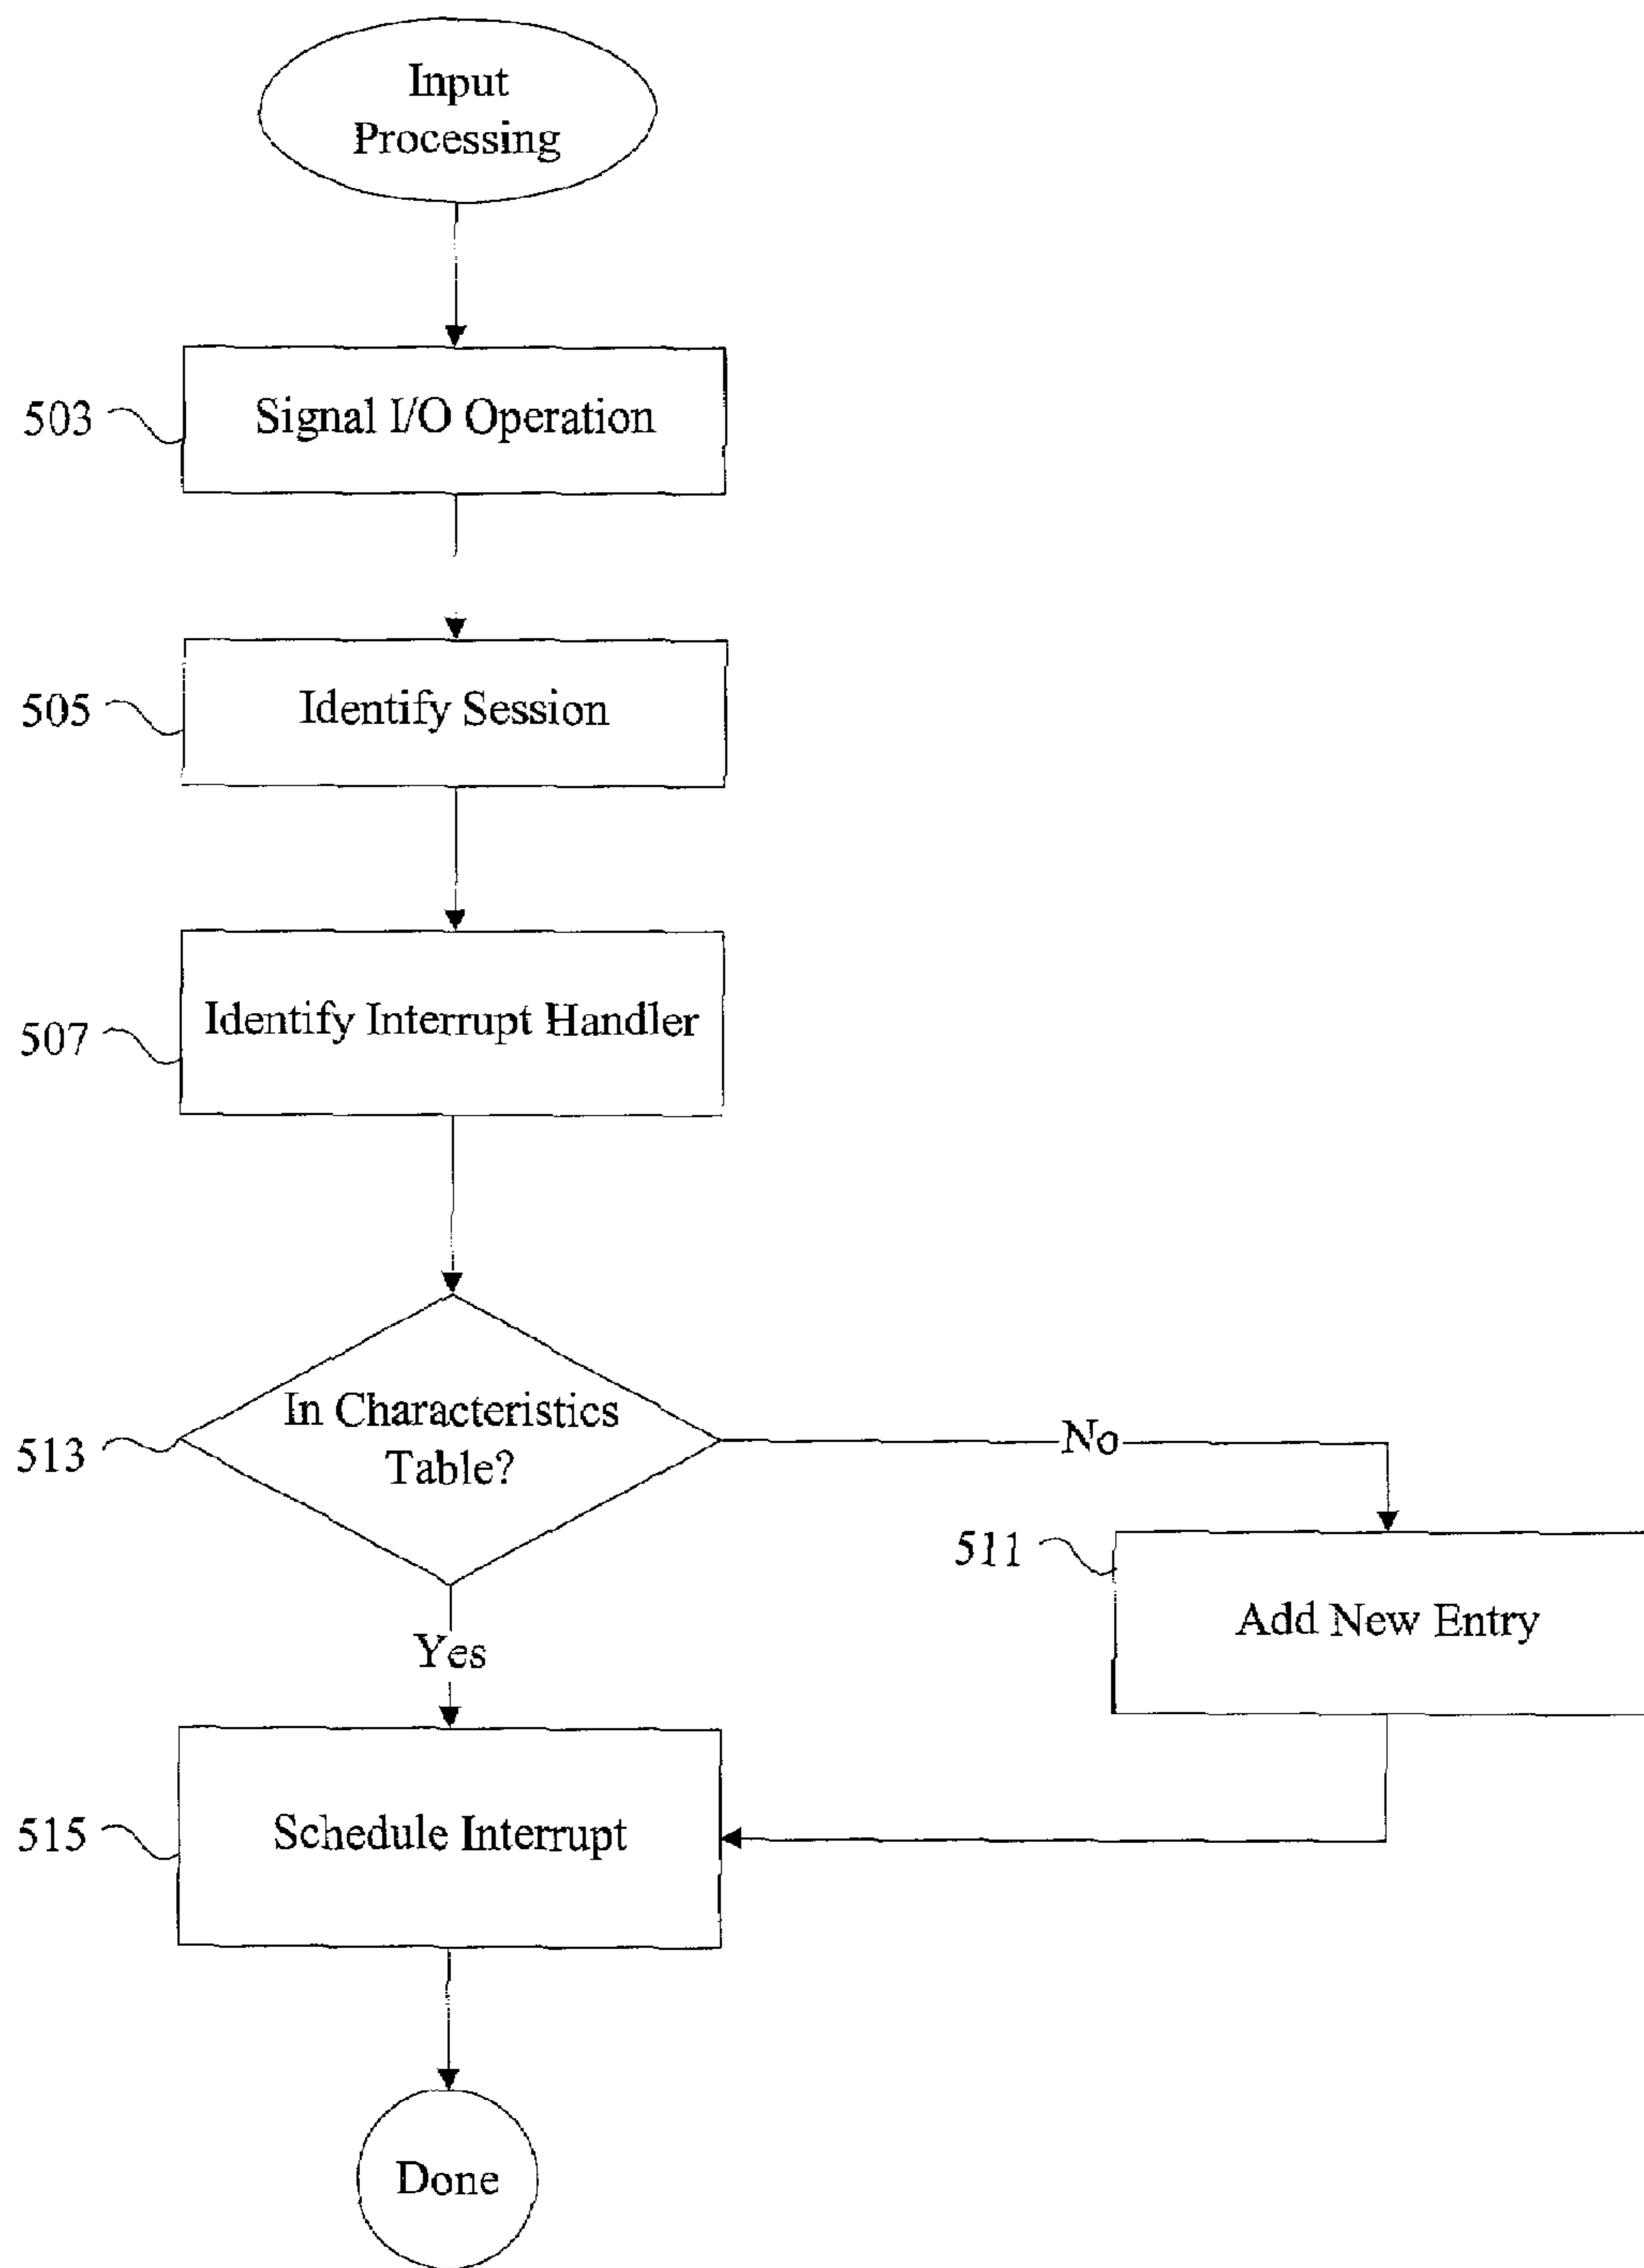 Input
Processing
503
Signal I/O Operation
505
Identify Session
507
Identify Interrupt Handler
513
In Characteristics
Table?
No
511
Add New Entry
Yes
515
Schedule Interrupt
Done